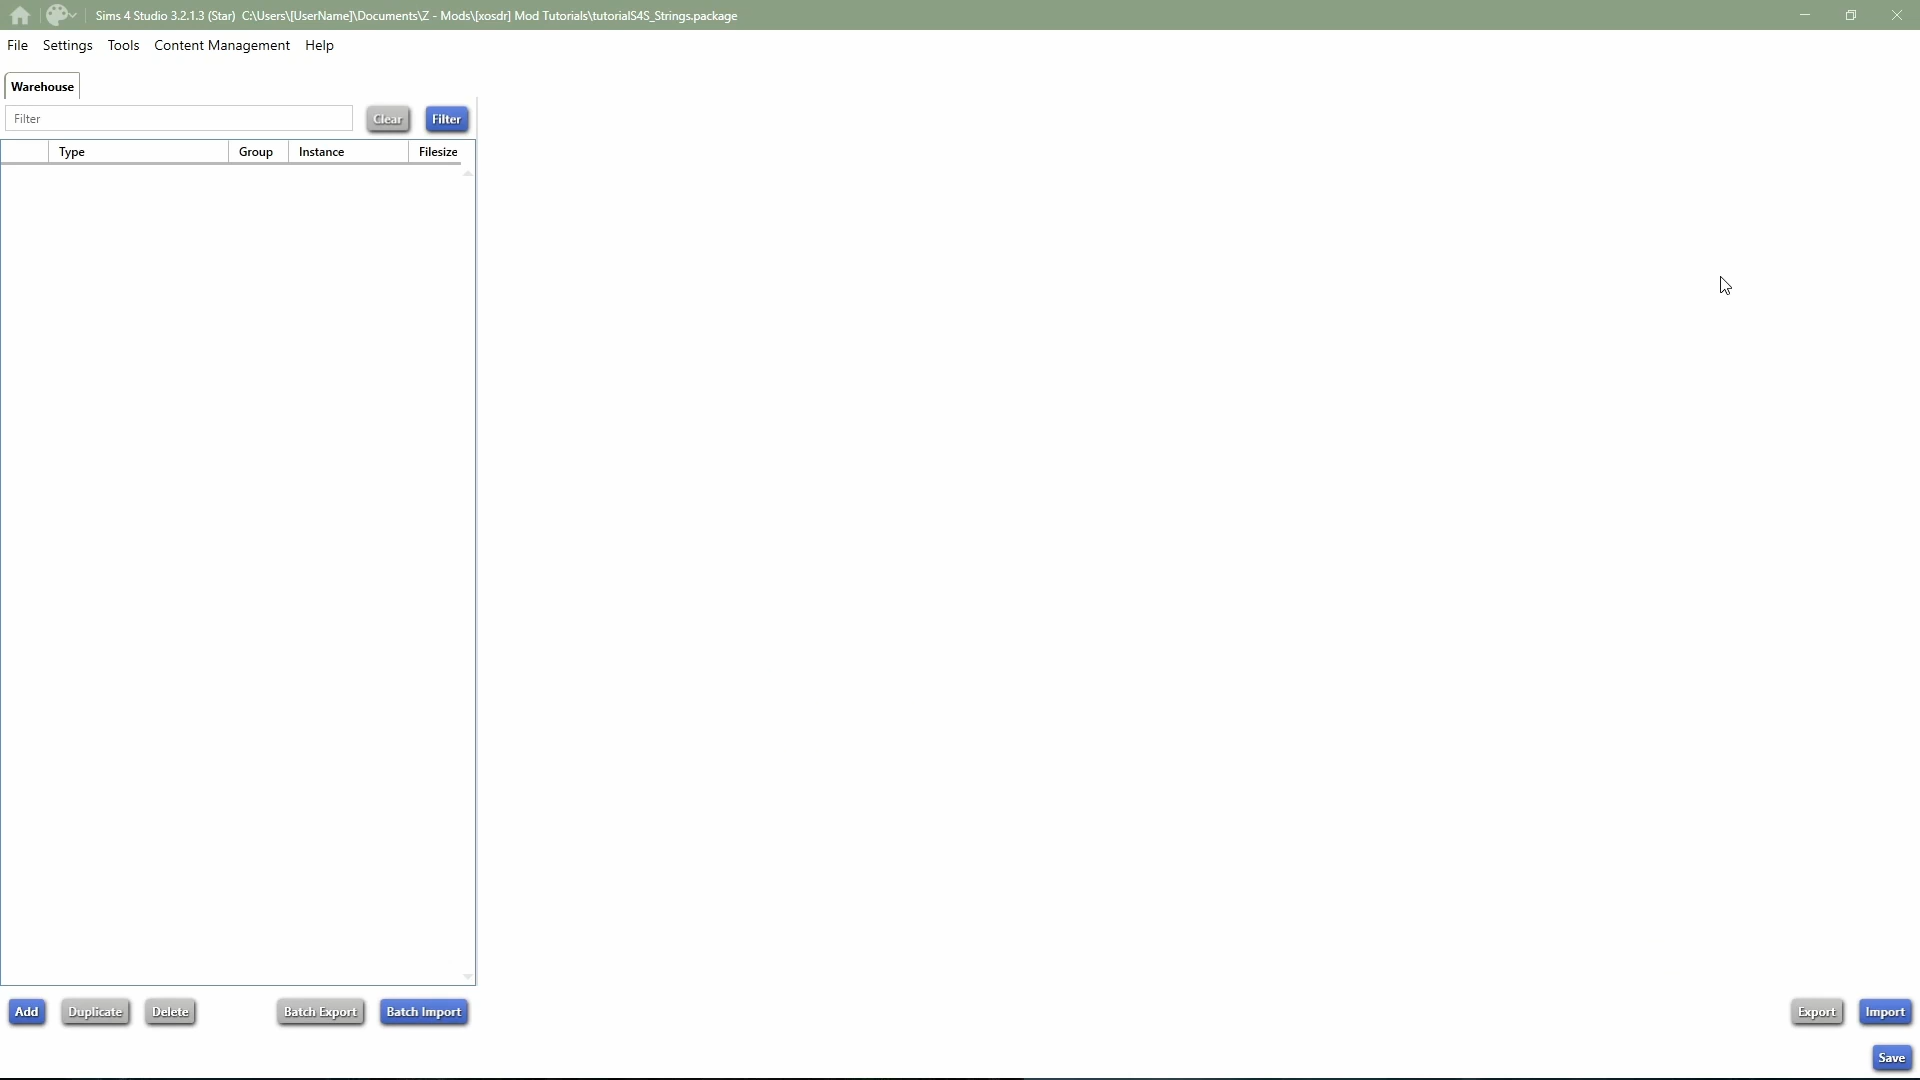 Sims 4 Studio 3.2.1.3 (Star) C:\Users\[UserName]\Documents\Z - Mods\[xosdr] Mod Tutorials\tutorialS4S_Strings.package
File Settings Tools Content Management Help
Warehouse
Filter Clear Filter
Type Group Instance Filesize
Add Duplicate Delete Batch Export Batch Import Export Import
Save